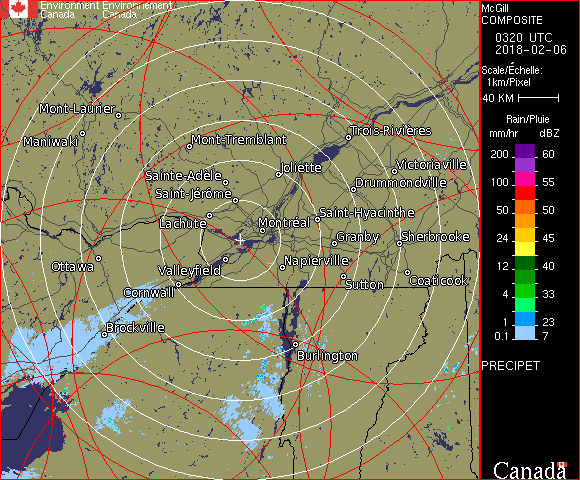 Environment Environnement
Canada Canada
McGill
COMPOSITE
0320 UTC
2018-02-06
Scale/Échelle:
1km/Pixel
40 KM
Rain/Pluie
mm/hr dBZ
200 60
100 55
50 50
24 45
12 40
4 33
1 23
0.1 7
PRECIPET
Canada
Mont-Laurier
Maniwaki
Mont-Tremblant
Trois-Rivières
Joliette
Victoriaville
Sainte-Adèle
Drummondville
Saint-Jérôme
Saint-Hyacinthe
Lachute
Montréal
Granby
Sherbrooke
Ottawa
Valleyfield
Napierville
Sutton
Coaticook
Cornwall
Brockville
Burlington